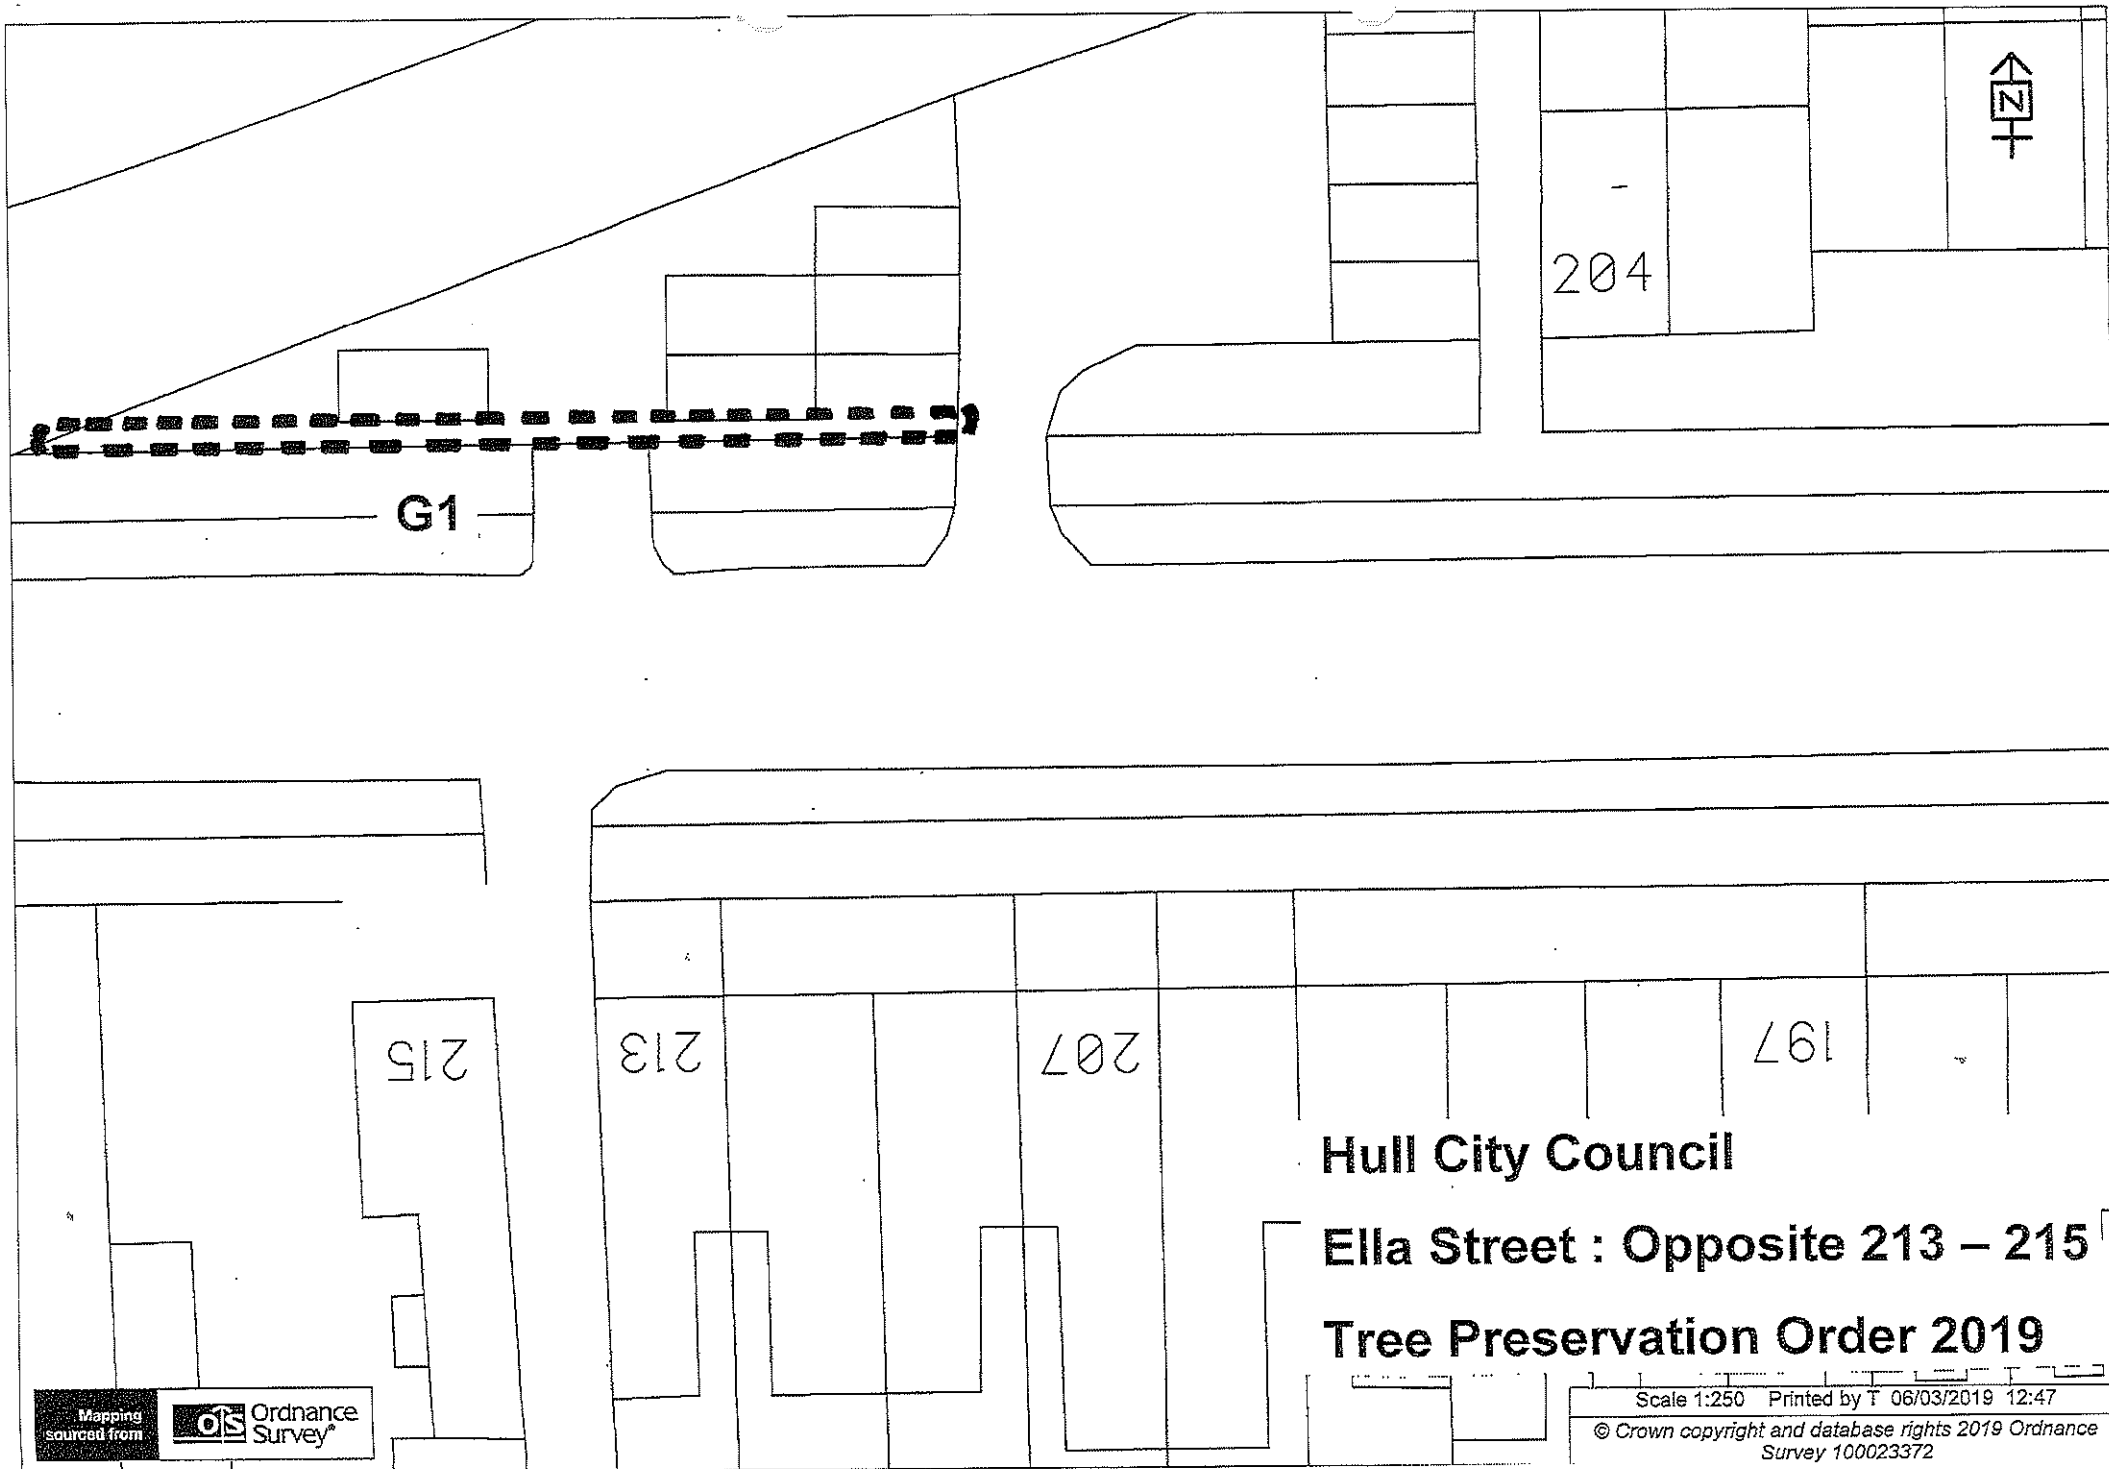 N
-
204
G1
215
213
207
197
Hull City Council
Ella Street : Opposite 213 – 215
Tree Preservation Order 2019
Mapping
sourced from
OS Ordnance
Survey®
Scale 1:250 Printed by T 06/03/2019 12:47
© Crown copyright and database rights 2019 Ordnance
Survey 100023372